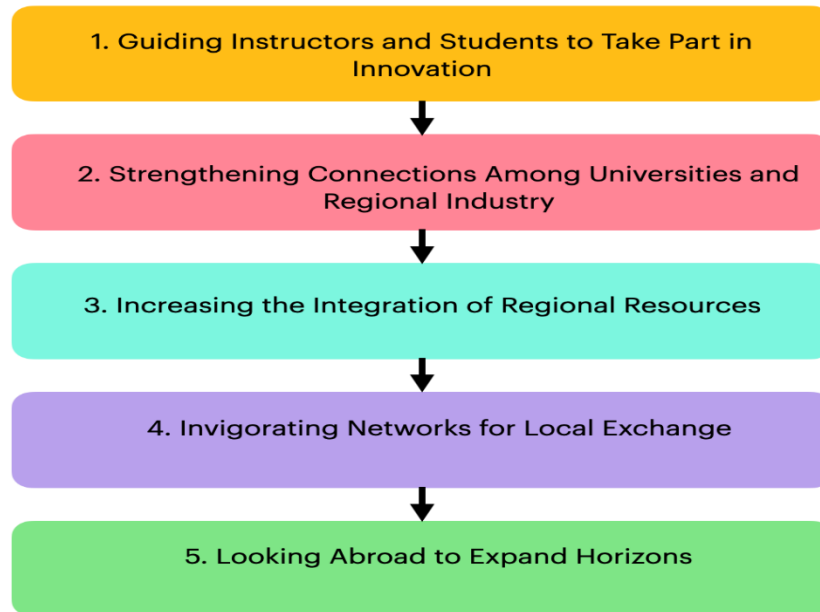 1. Guiding Instructors and Students to Take Part in
Innovation
2. Strengthening Connections Among Universities and
Regional Industry
3. Increasing the Integration of Regional Resources
4. Invigorating Networks for Local Exchange
5. Looking Abroad to Expand Horizons